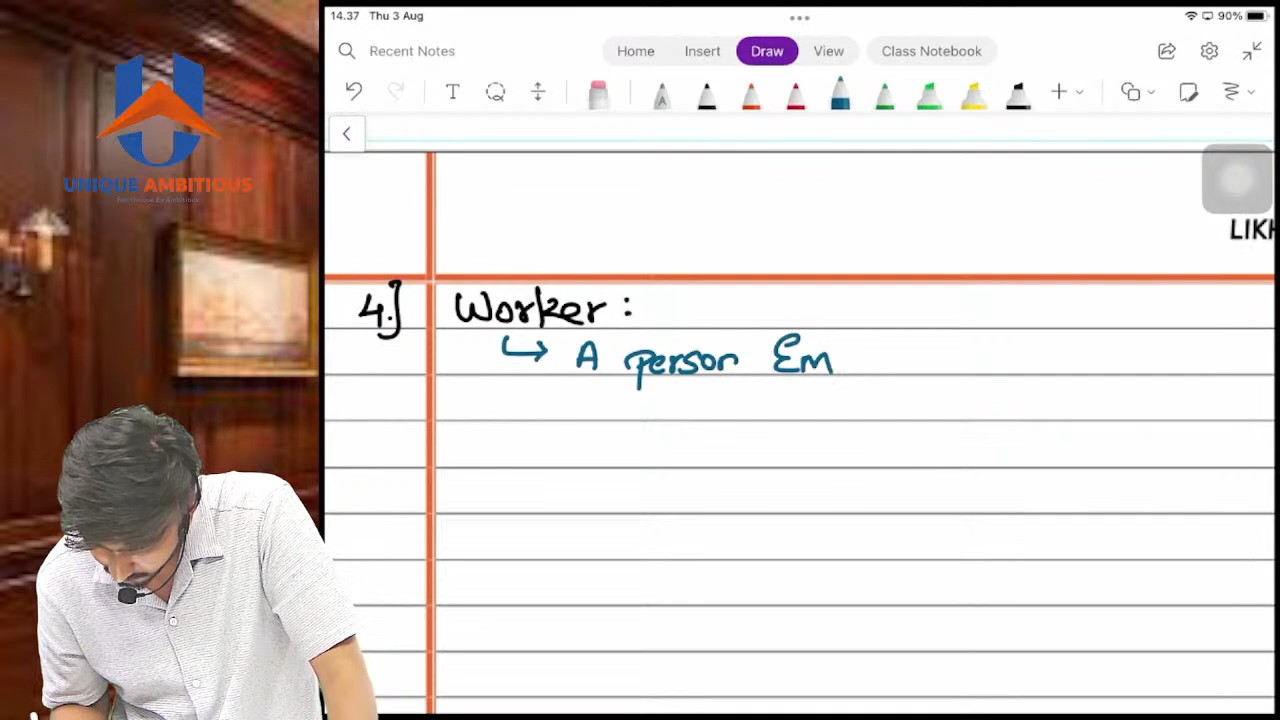 14.37 Thu 3 Aug
90%
Recent Notes
Home Insert Draw View Class Notebook
UNIQUE AMBITIOUS
LIKH
4.] Worker :
↳ A person Em